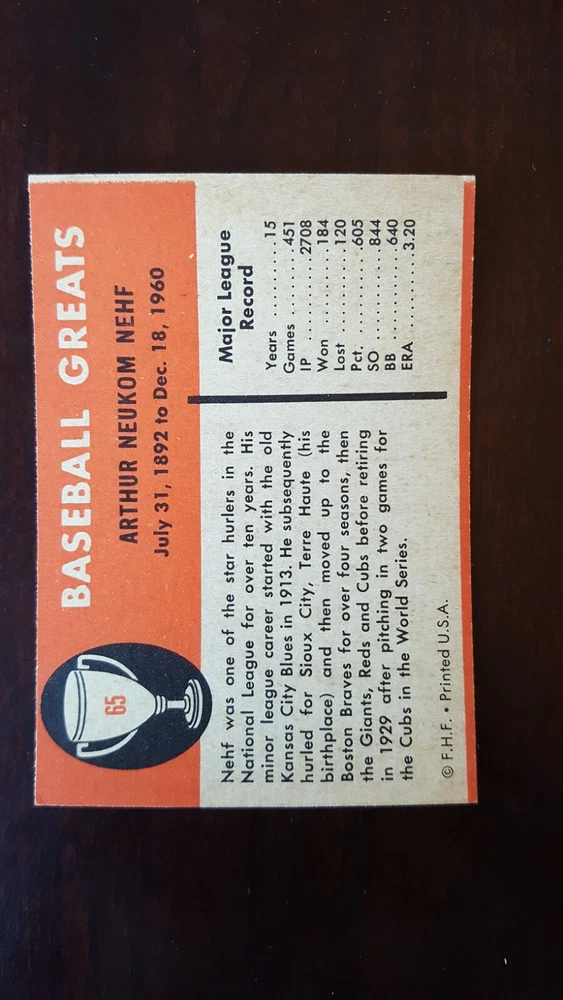 65
BASEBALL GREATS
ARTHUR NEUKOM NEHF
July 31, 1892 to Dec. 18, 1960
Nehf was one of the star hurlers in the
National League for over ten years. His
minor league career started with the old
Kansas City Blues in 1913. He subsequently
hurled for Sioux City, Terre Haute (his
birthplace) and then moved up to the
Boston Braves for over four seasons, then
the Giants, Reds and Cubs before retiring
in 1929 after pitching in two games for
the Cubs in the World Series.
© F.H.F. • Printed U.S.A.
Major League
Record
Years .......... 15
Games ........ 451
IP ............ 2708
Won .......... 184
Lost .......... 120
Pct. .......... .605
SO ............ 844
BB ............ 640
ERA .......... 3.20